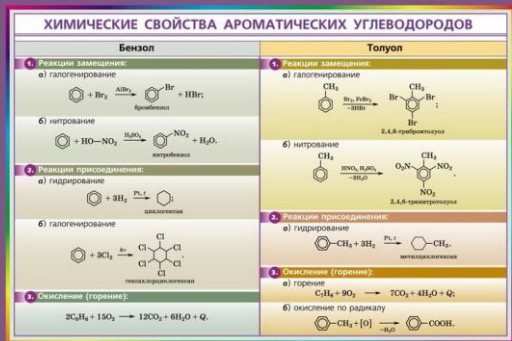 ХИМИЧЕСКИЕ СВОЙСТВА АРОМАТИЧЕСКИХ УГЛЕВОДОРОДОВ
Бензол
1. Реакции замещения:
а) галогенирование
+ Br₂ AlBr₃ Br + HBr;
бромбензол
б) нитрование
+ HO—NO₂ H₂SO₄ NO₂ + H₂O.
нитробензол
2. Реакции присоединения:
а) гидрирование
+ 3H₂ Pt, t ;
циклогексан
б) галогенирование
+ 3Cl₂ hν Cl Cl Cl Cl Cl Cl .
гексахлорциклогексан
3. Окисление (горение):
2C₆H₆ + 15O₂ → 12CO₂ + 6H₂O + Q.
Толуол
1. Реакции замещения:
а) галогенирование
CH₃ Br₂, FeBr₃ −3HBr CH₃ Br Br Br ;
2,4,6-трибромтолуол
б) нитрование
CH₃ HNO₃, H₂SO₄ −3H₂O CH₃ O₂N NO₂ NO₂ .
2,4,6-тринитротолуол
2. Реакции присоединения:
а) гидрирование
—CH₃ + 3H₂ Pt, t —CH₃.
метилциклогексан
3. Окисление (горение):
а) горение
C₇H₈ + 9O₂ → 7CO₂ + 4H₂O + Q;
б) окисление по радикалу
—CH₃ + [O] −H₂O —COOH.